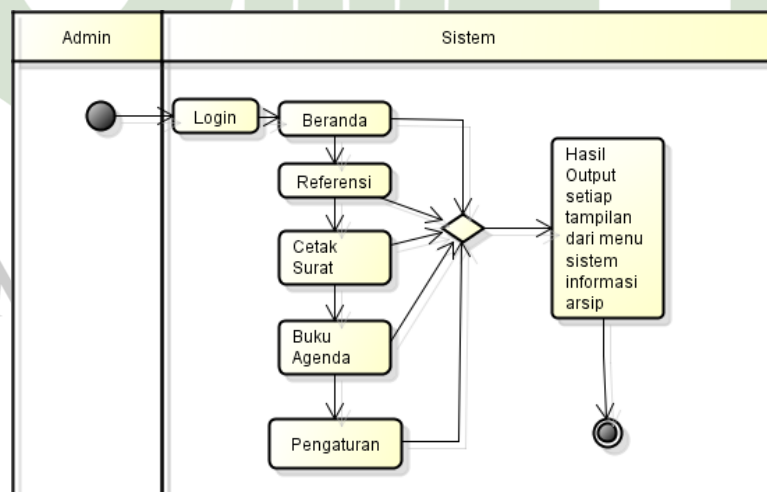 Admin
Sistem
Login
Beranda
Referensi
Cetak
Surat
Buku
Agenda
Pengaturan
Hasil
Output
setiap
tampilan
dari menu
sistem
informasi
arsip